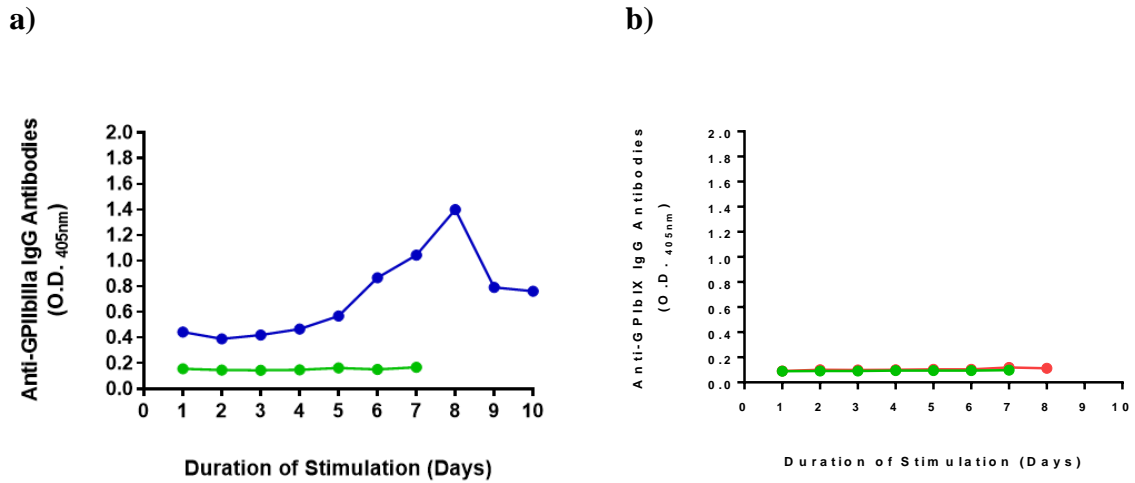 a)
Anti-GPIIbIIIa IgG Antibodies
(O.D. 405nm)
2.0
1.8
1.6
1.4
1.2
1.0
0.8
0.6
0.4
0.2
0.0
0 1 2 3 4 5 6 7 8 9 10
Duration of Stimulation (Days)
b)
Anti-GPIbIX IgG Antibodies
(O.D. 405nm)
2.0
1.8
1.6
1.4
1.2
1.0
0.8
0.6
0.4
0.2
0.0
0 1 2 3 4 5 6 7 8 9 10
Duration of Stimulation (Days)